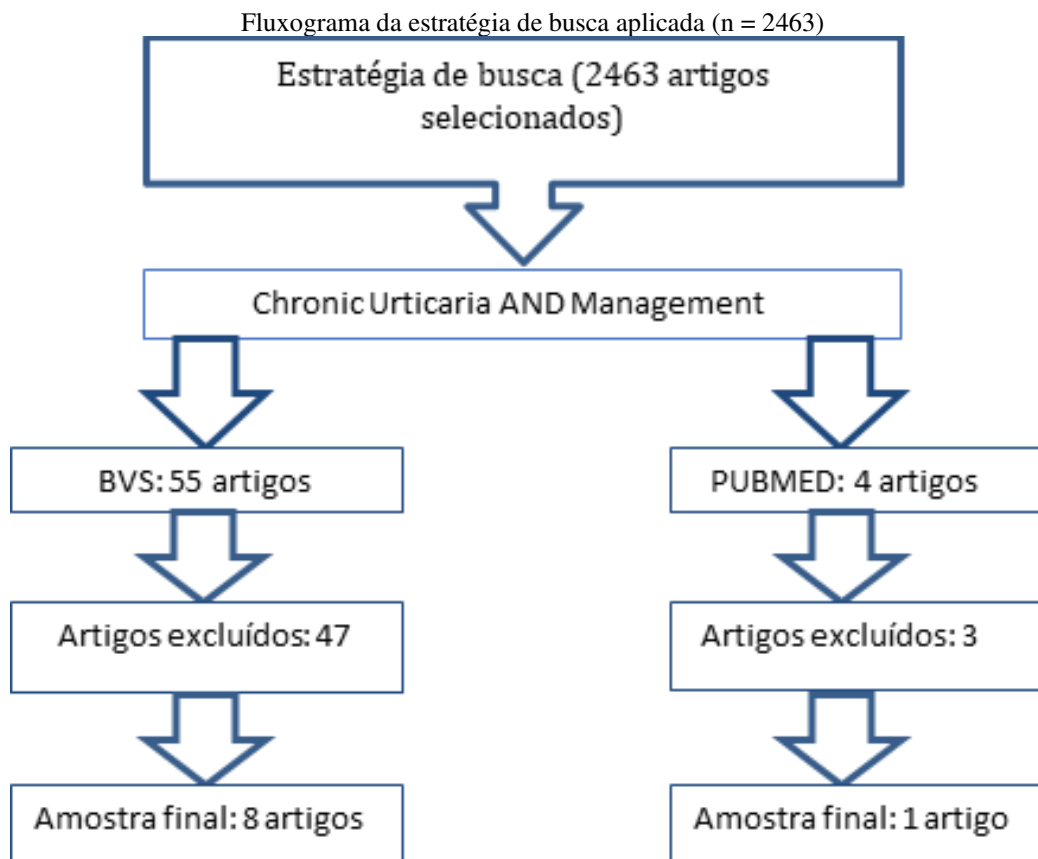 Fluxograma da estratégia de busca aplicada (n = 2463)
Estratégia de busca (2463 artigos
selecionados)
Chronic Urticaria AND Management
BVS: 55 artigos
PUBMED: 4 artigos
Artigos excluídos: 47
Artigos excluídos: 3
Amostra final: 8 artigos
Amostra final: 1 artigo